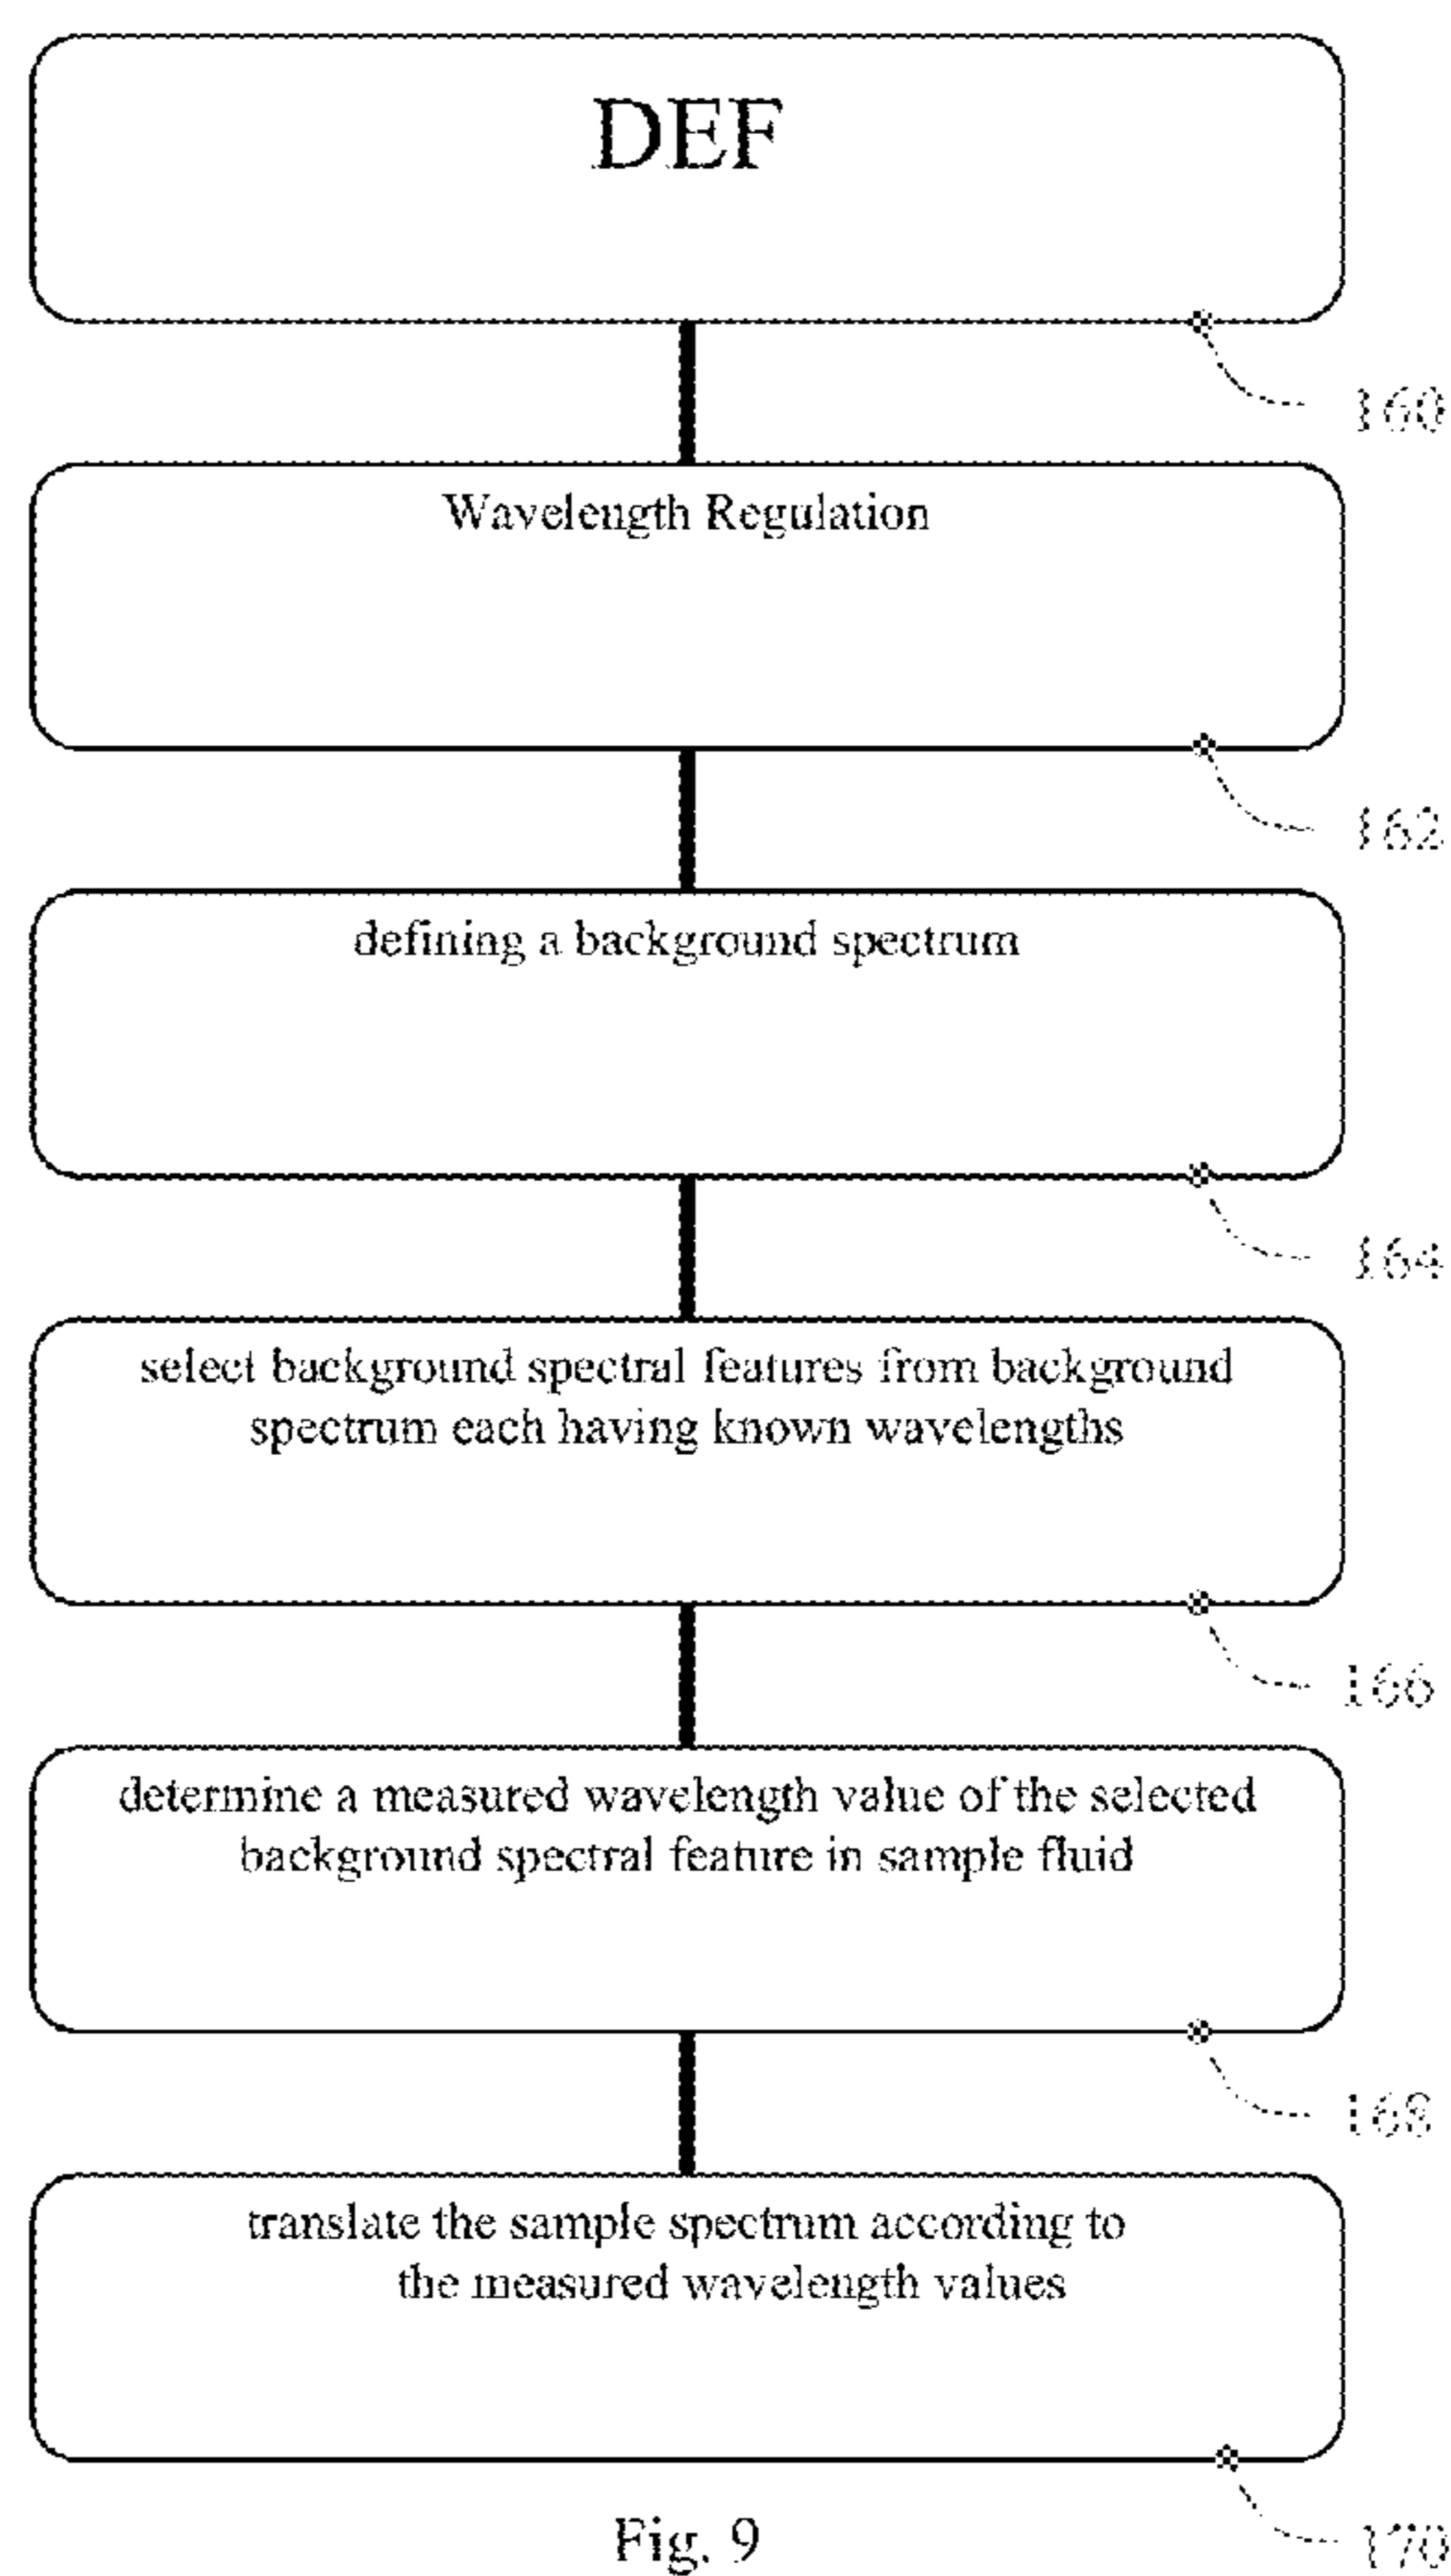 DEF
160
Wavelength Regulation
162
defining a background spectrum
164
select background spectral features from background
spectrum each having known wavelengths
166
determine a measured wavelength value of the selected
background spectral feature in sample fluid
168
translate the sample spectrum according to
the measured wavelength values
170
Fig. 9